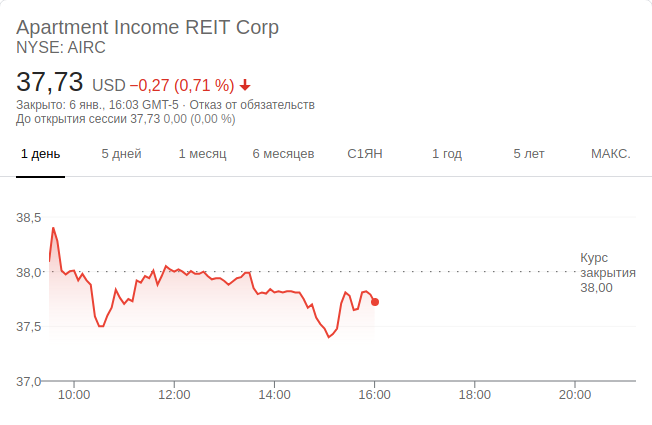 Apartment Income REIT Corp
NYSE: AIRC
37,73 USD −0,27 (0,71 %)
Закрыто: 6 янв., 16:03 GMT-5 · Отказ от обязательств
До открытия сессии 37,73 0,00 (0,00 %)
1 день 5 дней 1 месяц 6 месяцев С1ЯН 1 год 5 лет МАКС.
38,5
38,0
37,5
37,0
Курс
закрытия
38,00
10:00 12:00 14:00 16:00 18:00 20:00